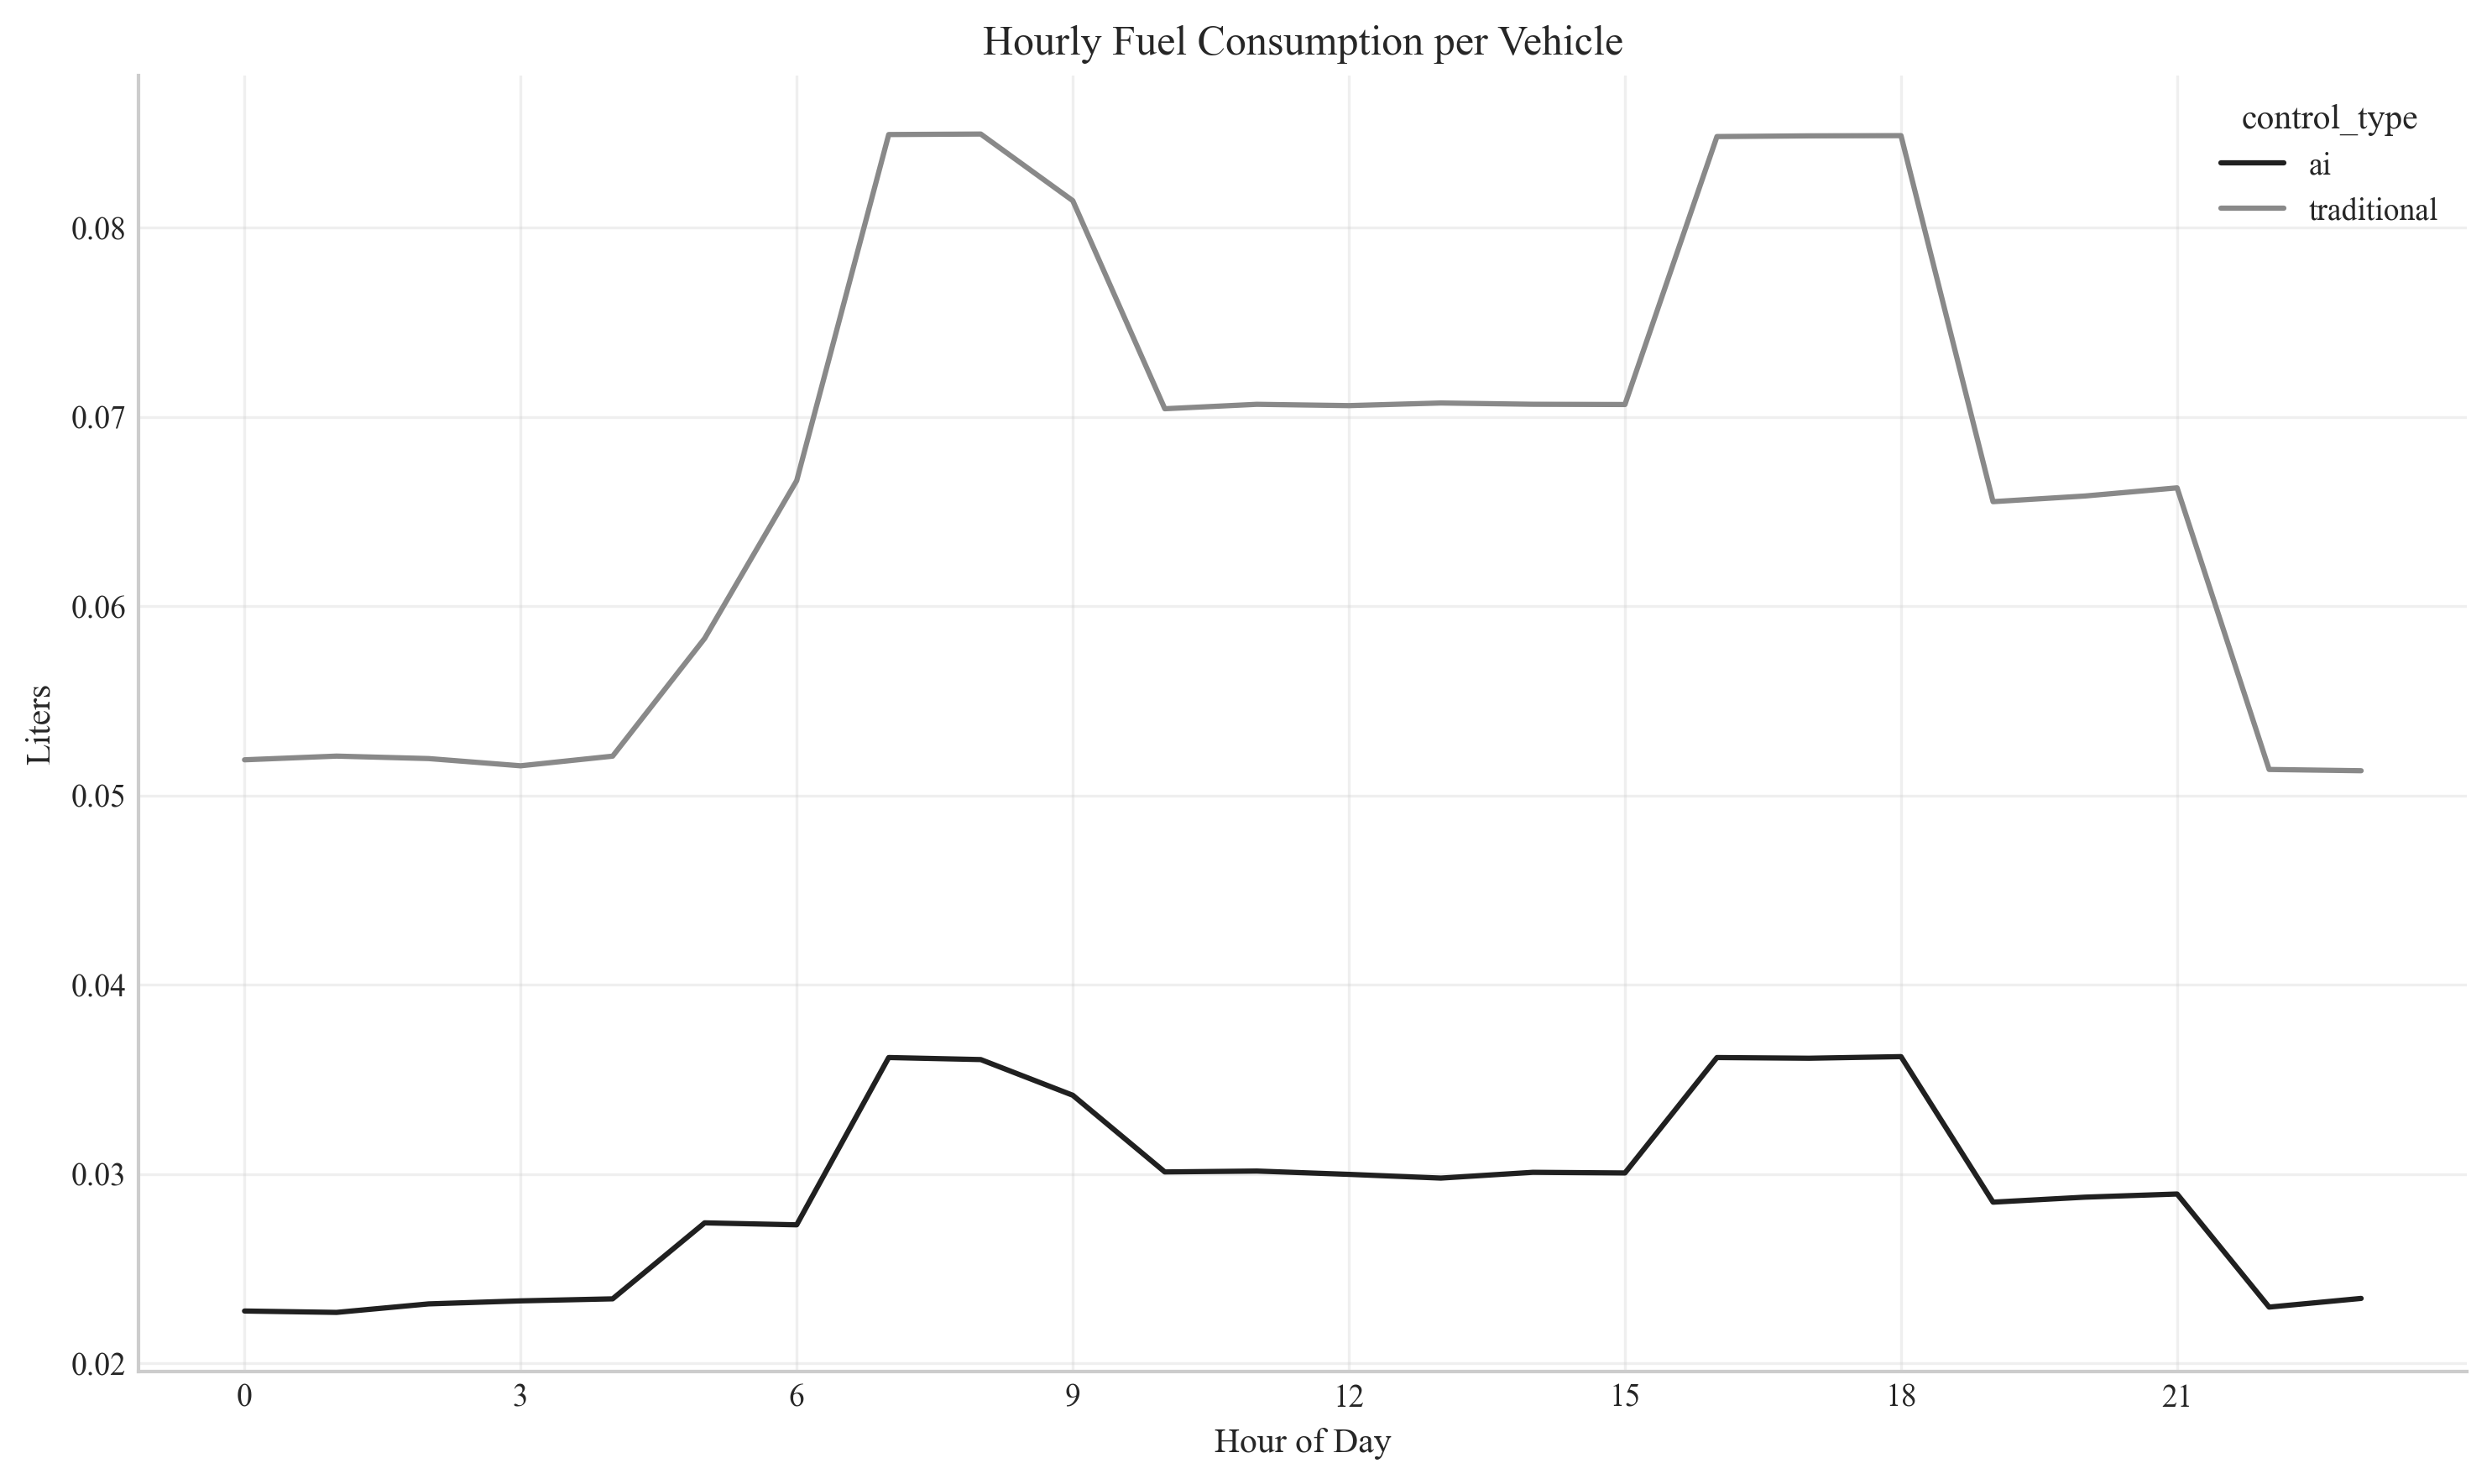 Hourly Fuel Consumption per Vehicle
control_type
ai
traditional
0.08
0.07
0.06
0.05
0.04
0.03
0.02
Liters
0 3 6 9 12 15 18 21
Hour of Day